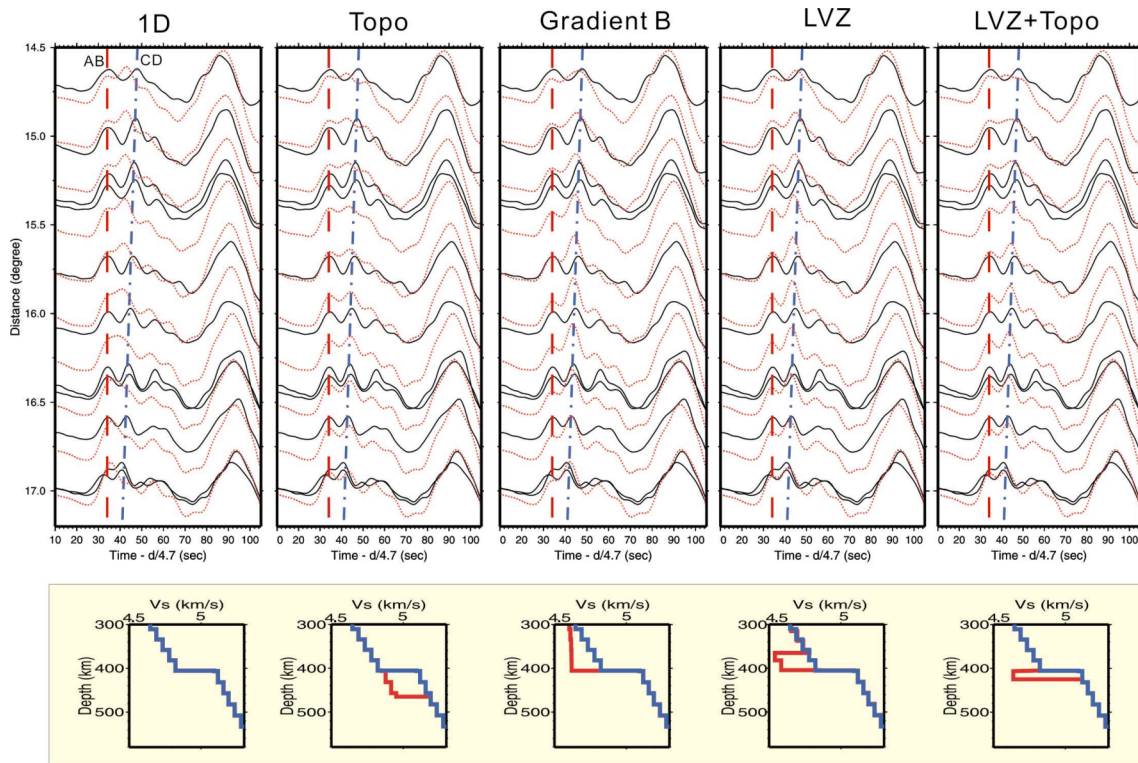 1D Topo Gradient B LVZ LVZ+Topo
AB CD
14.5
15.0
15.5
16.0
16.5
17.0
Distance (degree)
10 20 30 40 50 60 70 80 90 100
0 20 30 40 50 60 70 80 90 100
0 20 30 40 50 60 70 80 90 100
0 20 30 40 50 60 70 80 90 100
0 20 30 40 50 60 70 80 90 100
Time - d/4.7 (sec) Time - d/4.7 (sec) Time - d/4.7 (sec) Time - d/4.7 (sec) Time - d/4.7 (sec)
Vs (km/s) Vs (km/s) Vs (km/s) Vs (km/s) Vs (km/s)
4.5 5 4.5 5 4.5 5 4.5 5 4.5 5
300 300 300 300 300
400 400 400 400 400
500 500 500 500 500
Depth (km) Depth (km) Depth (km) Depth (km) Depth (km)